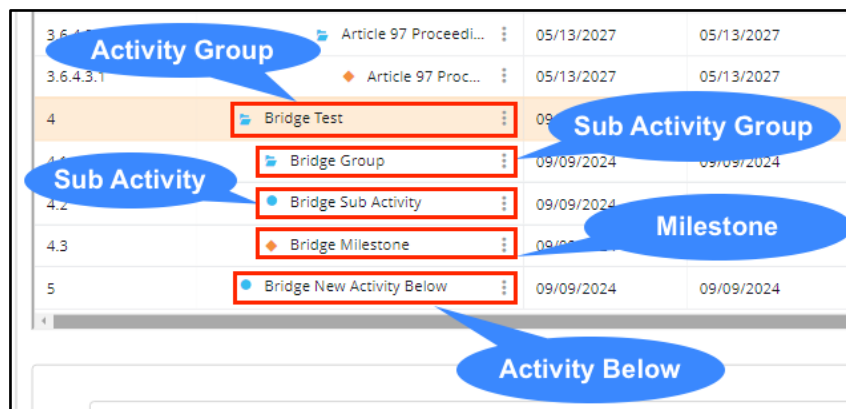 Article 97 Proceedi... 05/13/2027 05/13/2027
Activity Group
3.6.4.3.1 Article 97 Proc... 05/13/2027 05/13/2027
4 Bridge Test
Sub Activity Group
Bridge Group 09/09/2024 09/09/2024
Sub Activity
4.2 Bridge Sub Activity 09/09/2024
Milestone
4.3 Bridge Milestone
5 Bridge New Activity Below 09/09/2024 09/09/2024
Activity Below